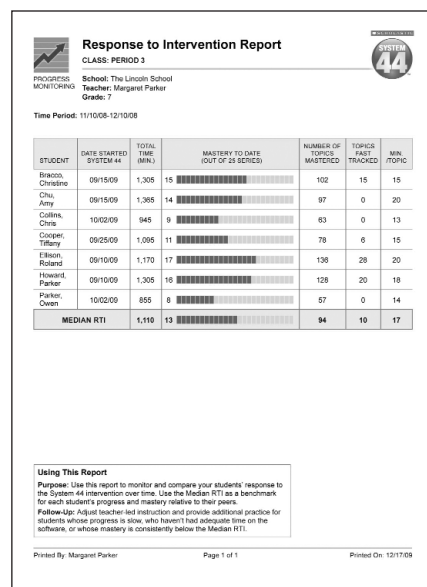 SCHOLASTIC
SYSTEM
44
Response to Intervention Report
CLASS: PERIOD 3
PROGRESS
MONITORING
School: The Lincoln School
Teacher: Margaret Parker
Grade: 7
Time Period: 11/10/08-12/10/08
STUDENT DATE STARTED SYSTEM 44 TOTAL TIME (MIN.) MASTERY TO DATE (OUT OF 25 SERIES) NUMBER OF TOPICS MASTERED TOPICS FAST TRACKED MIN. /TOPIC
Bracco, Christino 09/15/09 1,305 15 102 15 15
Chu, Amy 09/15/09 1,365 14 97 0 20
Collins, Chris 10/02/09 945 9 63 0 13
Cooper, Tiffany 09/25/09 1,095 11 78 6 15
Ellison, Roland 09/10/09 1,170 17 136 28 20
Howard, Parker 09/10/09 1,305 16 128 20 18
Parker, Owen 10/02/09 855 8 57 0 14
MEDIAN RTI 1,110 13 94 10 17
Using This Report
Purpose: Use this report to monitor and compare your students' response to
the System 44 intervention over time. Use the Median RTI as a benchmark
for each student's progress and mastery relative to their peers.
Follow-Up: Adjust teacher-led instruction and provide additional practice for
students whose progress is slow, who haven't had adequate time on the
software, or whose mastery is consistently below the Median RTI.
Printed By: Margaret Parker Page 1 of 1 Printed On: 12/17/09